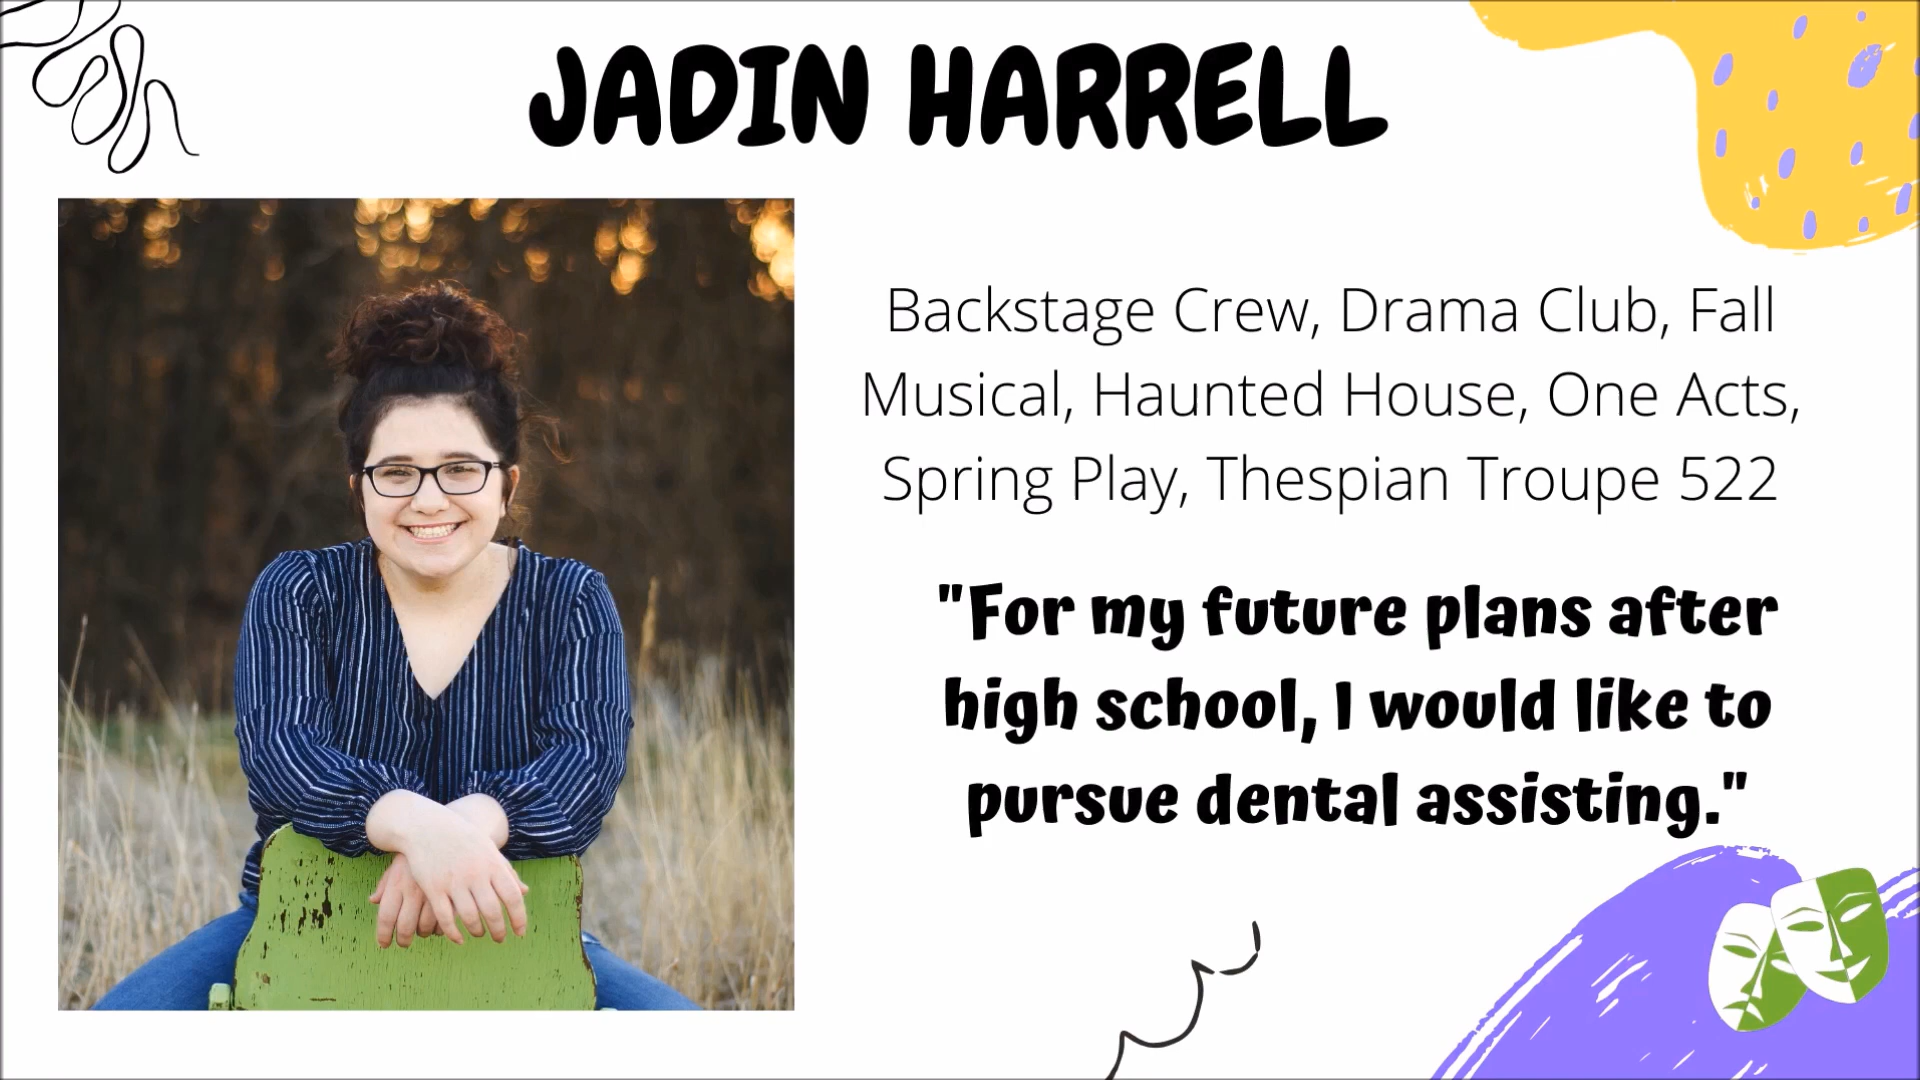 JADIN HARRELL
Backstage Crew, Drama Club, Fall
Musical, Haunted House, One Acts,
Spring Play, Thespian Troupe 522
"For my future plans after
high school, I would like to
pursue dental assisting."